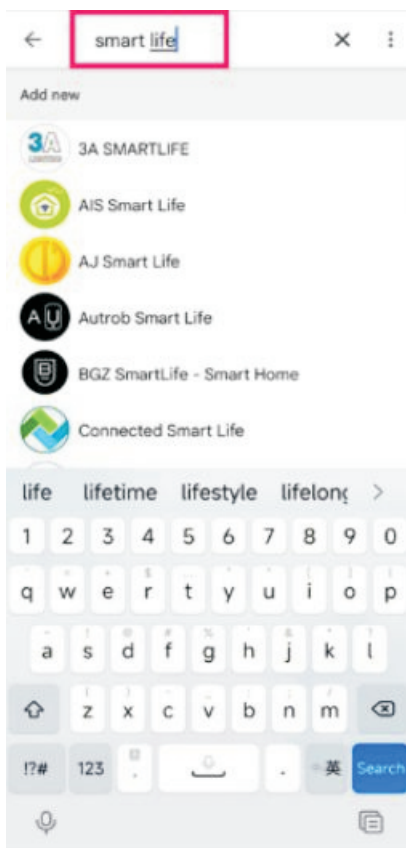 smart life
Add new
3A SMARTLIFE
AIS Smart Life
AJ Smart Life
AU Autrob Smart Life
B BGZ SmartLife - Smart Home
Connected Smart Life
life lifetime lifestyle lifelong
1 2 3 4 5 6 7 8 9 0
q w e r t y u i o p
a s d f g h j k l
z x c v b n m
!?# 123 . . 英 Search